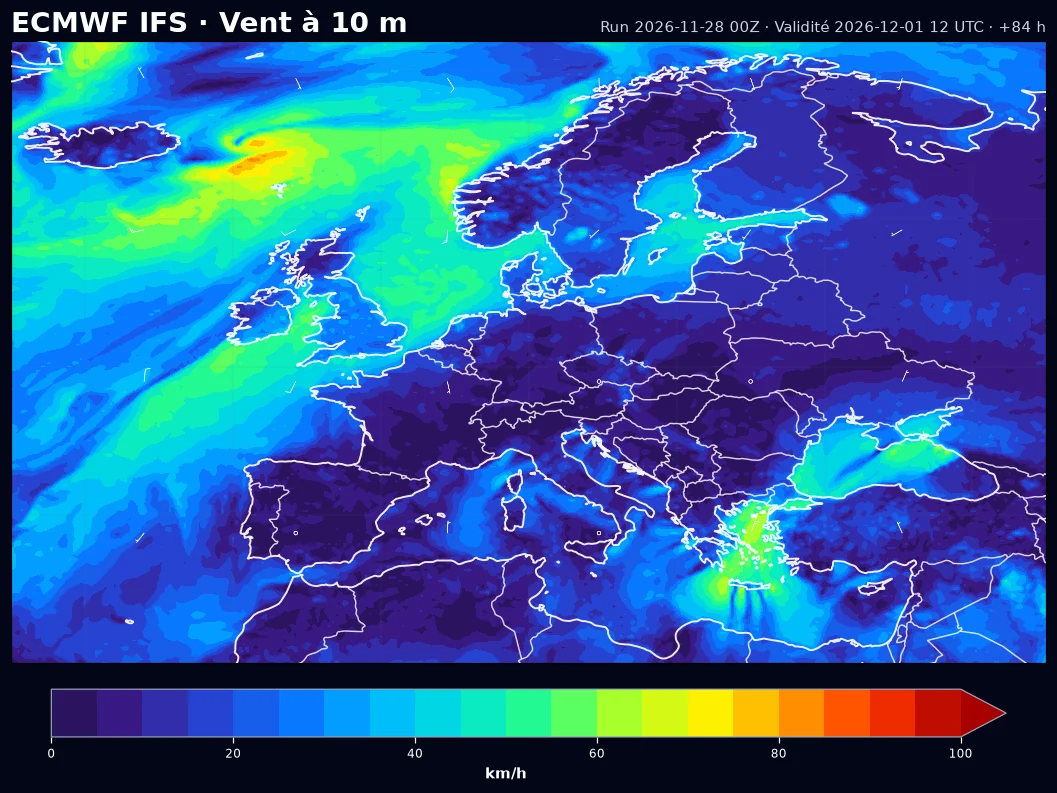 ECMWF IFS · Vent à 10 m
Run 2026-11-28 00Z · Validité 2026-12-01 12 UTC · +84 h
0 20 40 60 80 100
km/h